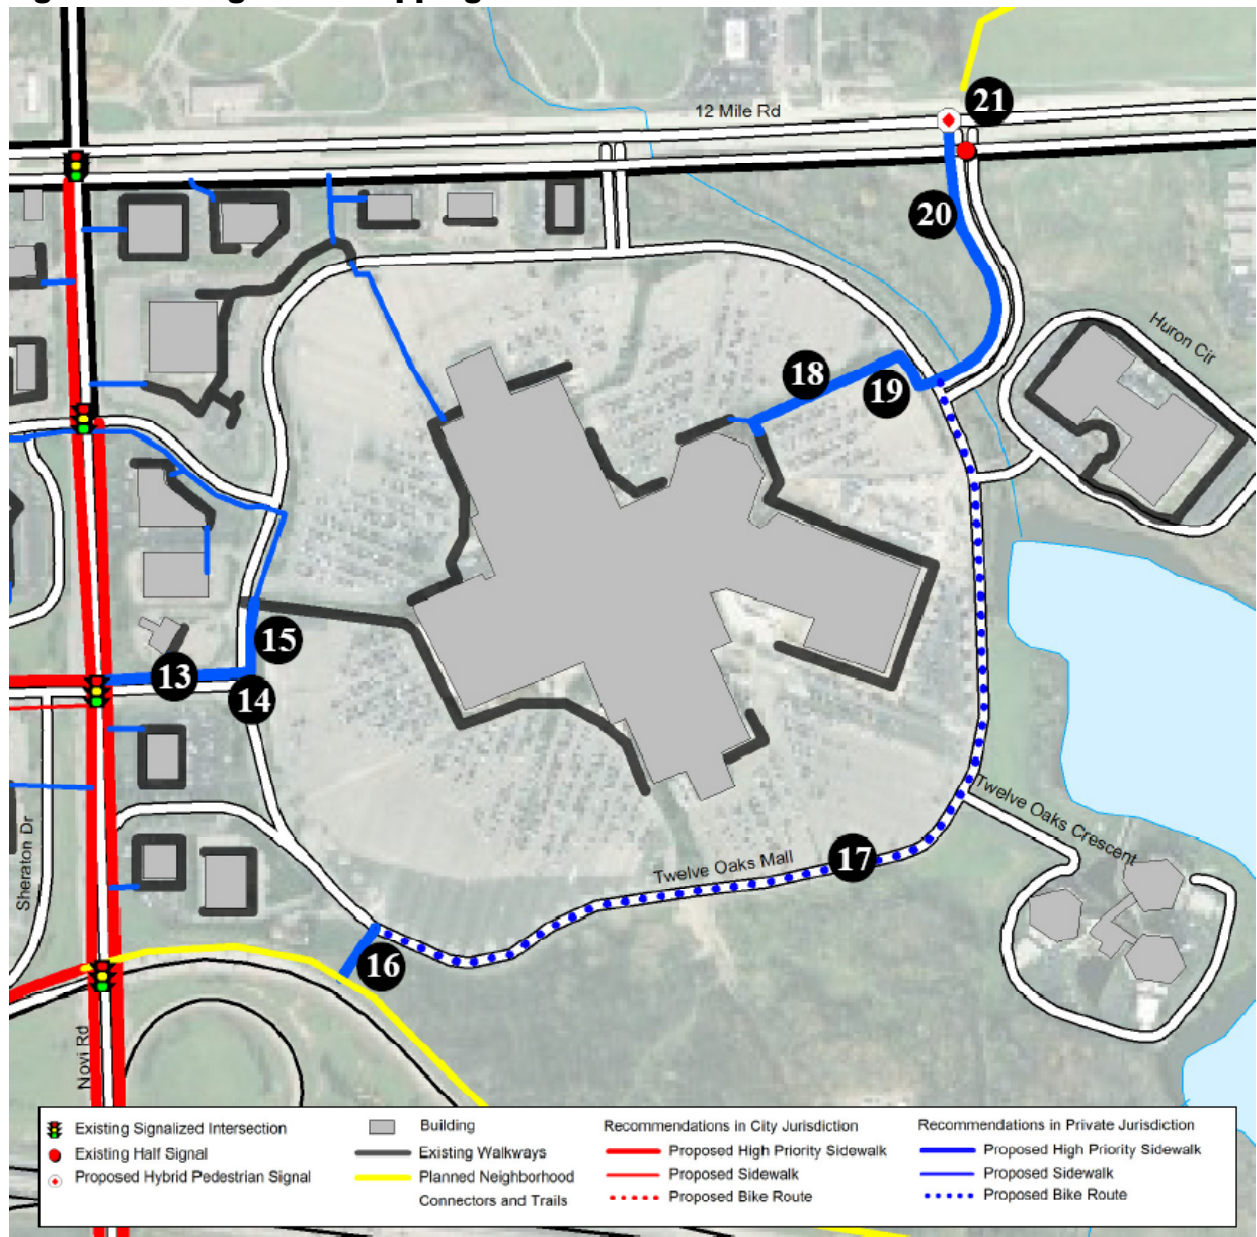 12 Mile Rd
21
20
Huron Cir
18
19
15
13
14
Twelve Oaks Crescent
Sheraton Dr
Twelve Oaks Mall
17
16
Novi Rd
Existing Signalized Intersection
Existing Half Signal
Proposed Hybrid Pedestrian Signal
Building
Existing Walkways
Planned Neighborhood
Connectors and Trails
Recommendations in City Jurisdiction
Proposed High Priority Sidewalk
Proposed Sidewalk
Proposed Bike Route
Recommendations in Private Jurisdiction
Proposed High Priority Sidewalk
Proposed Sidewalk
Proposed Bike Route